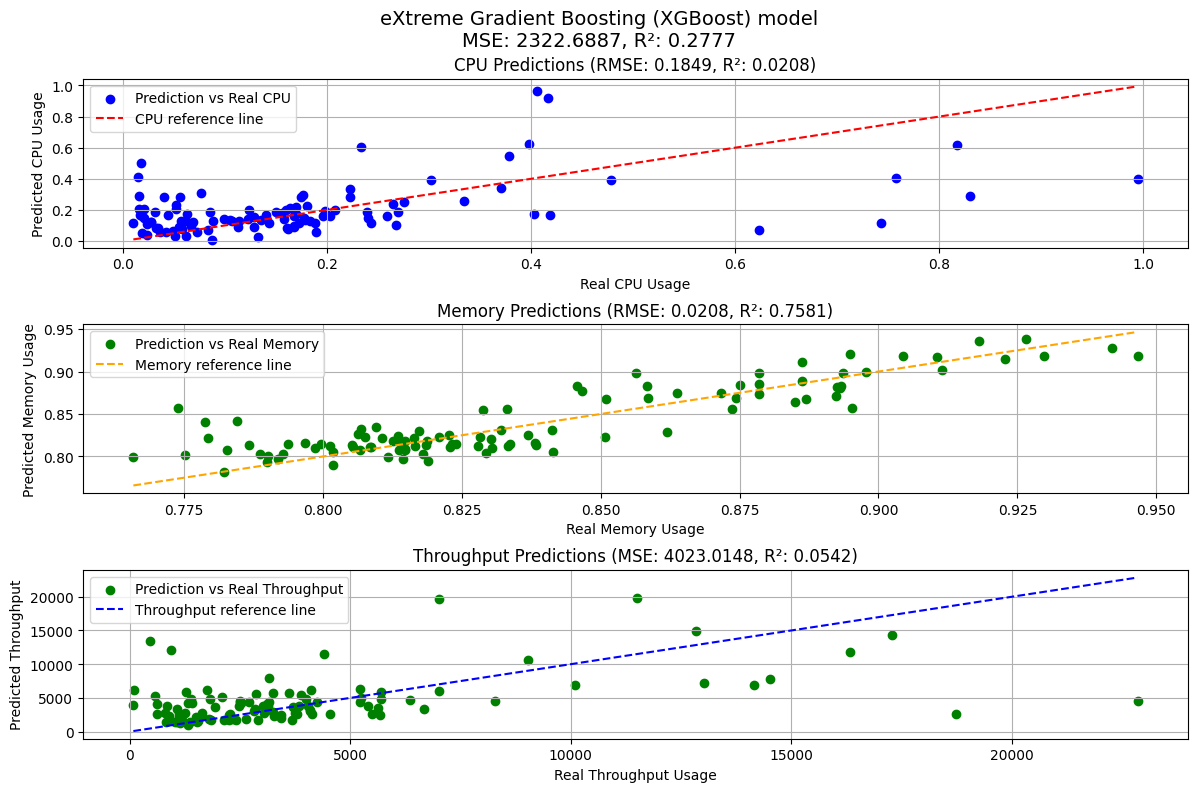 eXtreme Gradient Boosting (XGBoost) model
MSE: 2322.6887, R²: 0.2777
CPU Predictions (RMSE: 0.1849, R²: 0.0208)
Predicted CPU Usage
1.0
0.8
0.6
0.4
0.2
0.0
Prediction vs Real CPU
CPU reference line
0.0 0.2 0.4 0.6 0.8 1.0
Real CPU Usage
Memory Predictions (RMSE: 0.0208, R²: 0.7581)
Predicted Memory Usage
0.95
0.90
0.85
0.80
Prediction vs Real Memory
Memory reference line
0.775 0.800 0.825 0.850 0.875 0.900 0.925 0.950
Real Memory Usage
Throughput Predictions (MSE: 4023.0148, R²: 0.0542)
Predicted Throughput
20000
15000
10000
5000
0
Prediction vs Real Throughput
Throughput reference line
0 5000 10000 15000 20000
Real Throughput Usage